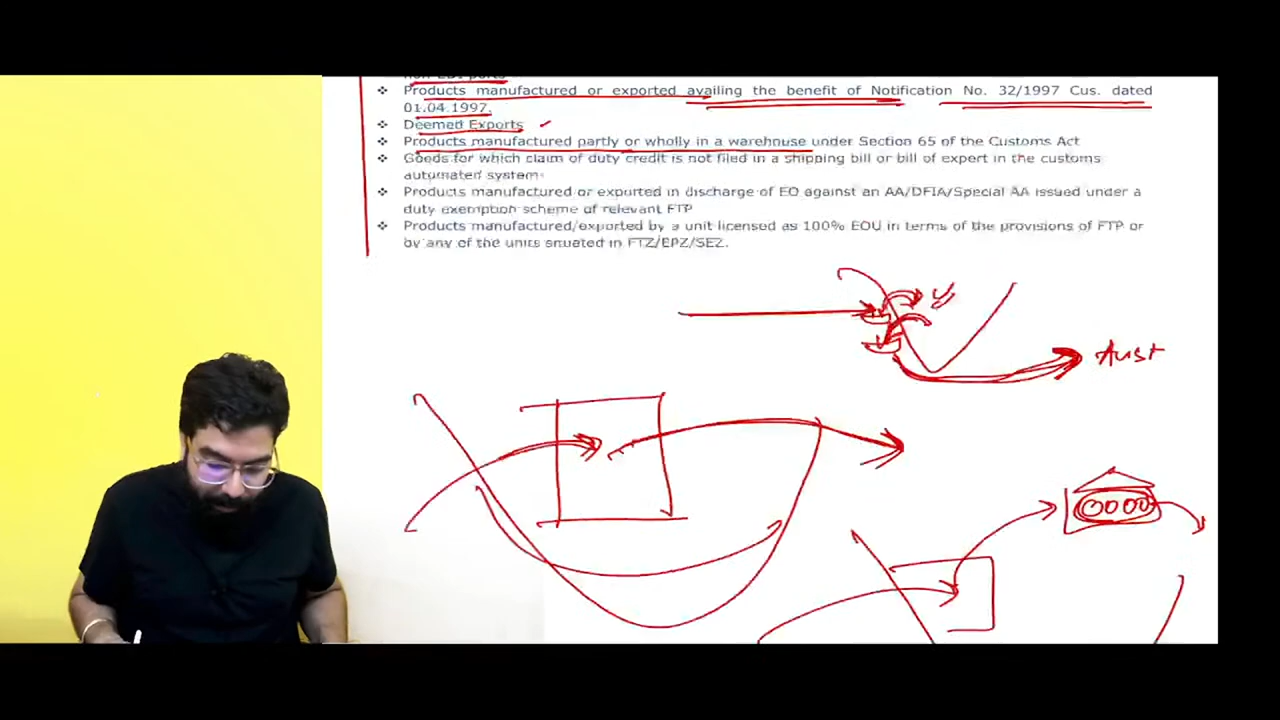 non-EDI ports
❖ Products manufactured or exported availing the benefit of Notification No. 32/1997 Cus. dated
01.04.1997.
❖ Deemed Exports
❖ Products manufactured partly or wholly in a warehnuse under Section 65 of the Customs Act
❖ Goods for which claim of duty credit is not filed in a shipping bill or bill of expert in the customs
automated system
❖ Products manufactured or exported in discharge of EO against an AA/DFIA/Special AA issued under a
duty exemption scheme of relevant FTP
❖ Products manufactured/exported by a unit licensed as 100% EOU in terms of the provisions of FTP or
by any of the units situated in FTZ/EPZ/SEZ.
Aust